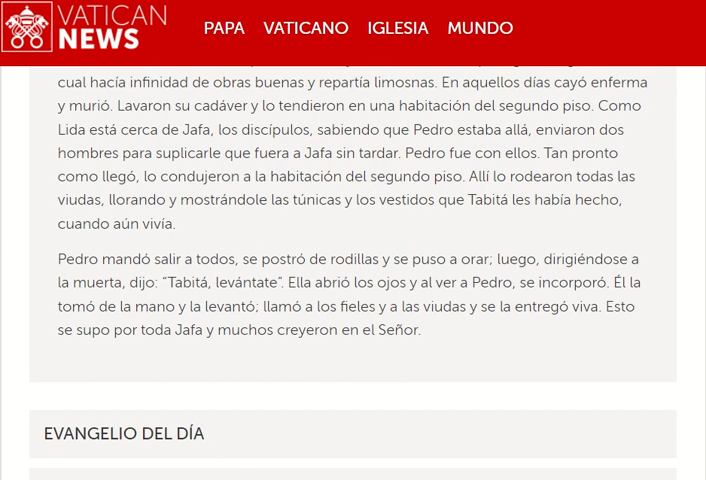 VATICAN
NEWS
PAPA VATICANO IGLESIA MUNDO
cual hacía infinidad de obras buenas y repartía limosnas. En aquellos días cayó enferma
y murió. Lavaron su cadáver y lo tendieron en una habitación del segundo piso. Como
Lida está cerca de Jafa, los discípulos, sabiendo que Pedro estaba allá, enviaron dos
hombres para suplicarle que fuera a Jafa sin tardar. Pedro fue con ellos. Tan pronto
como llegó, lo condujeron a la habitación del segundo piso. Allí lo rodearon todas las
viudas, llorando y mostrándole las túnicas y los vestidos que Tabitá les había hecho,
cuando aún vivía.
Pedro mandó salir a todos, se postró de rodillas y se puso a orar; luego, dirigiéndose a
la muerta, dijo: “Tabitá, levántate”. Ella abrió los ojos y al ver a Pedro, se incorporó. Él la
tomó de la mano y la levantó; llamó a los fieles y a las viudas y se la entregó viva. Esto
se supo por toda Jafa y muchos creyeron en el Señor.
EVANGELIO DEL DÍA